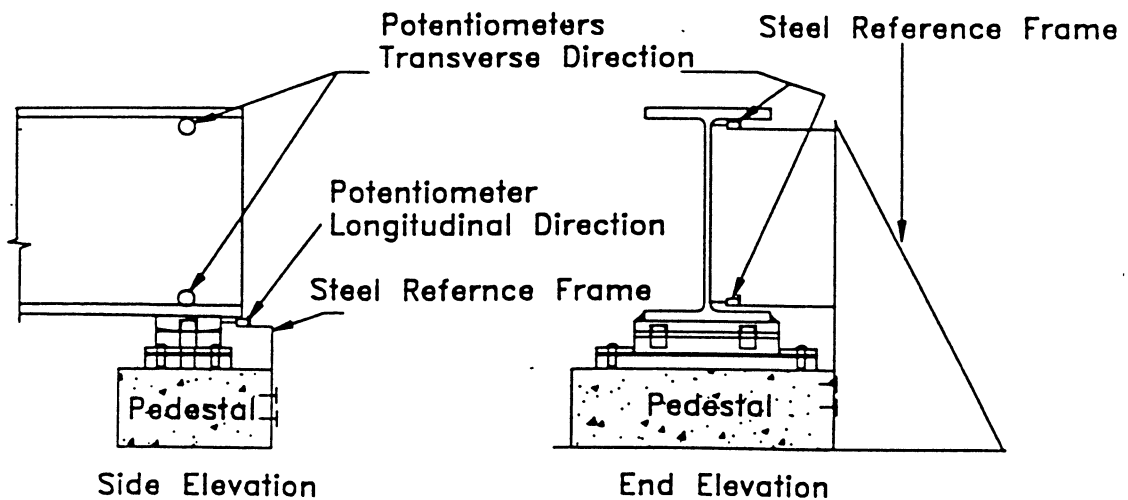 Potentiometers
Transverse Direction
Steel Reference Frame
Potentiometer
Longitudinal Direction
Steel Refernce Frame
Pedestal
Pedestal
Side Elevation
End Elevation